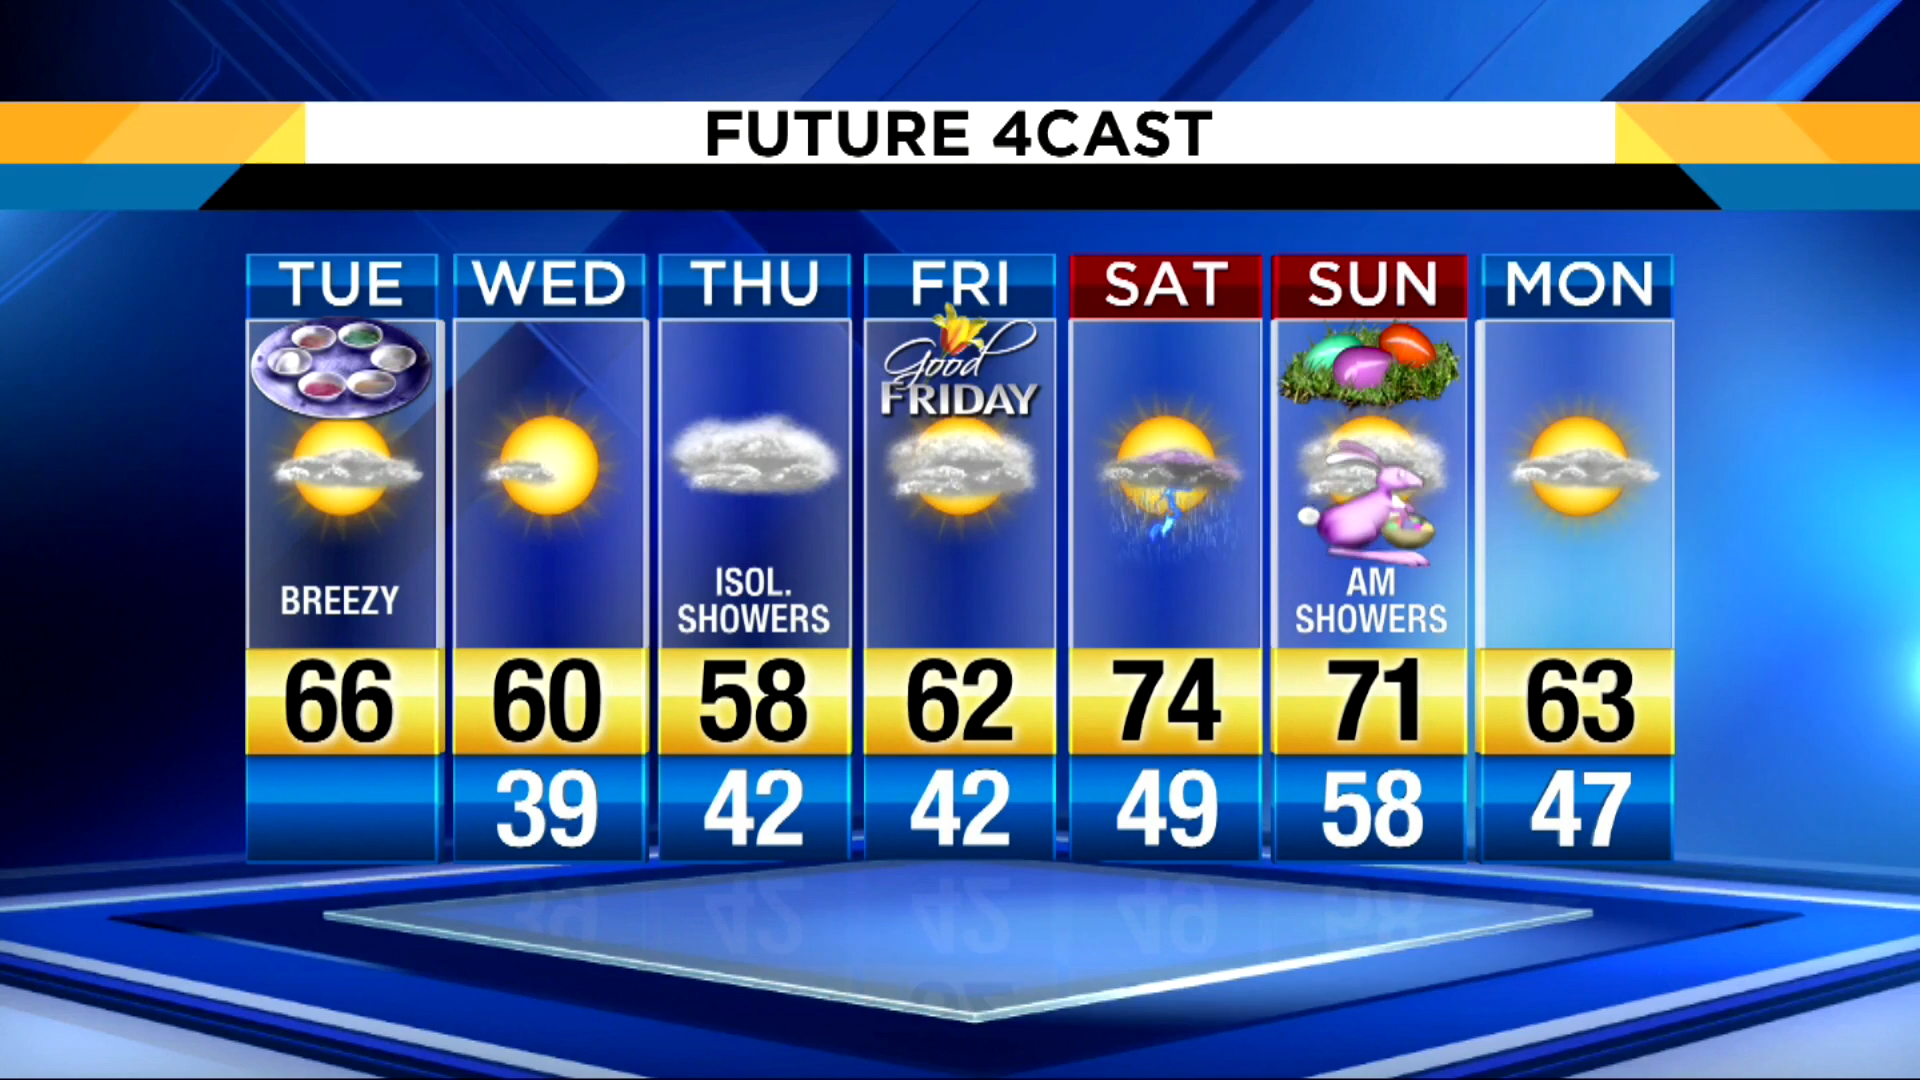 FUTURE 4CAST
TUE WED THU FRI SAT SUN MON
Good
FRIDAY
BREEZY
ISOL.
SHOWERS
AM
SHOWERS
66 60 58 62 74 71 63
39 42 42 49 58 47